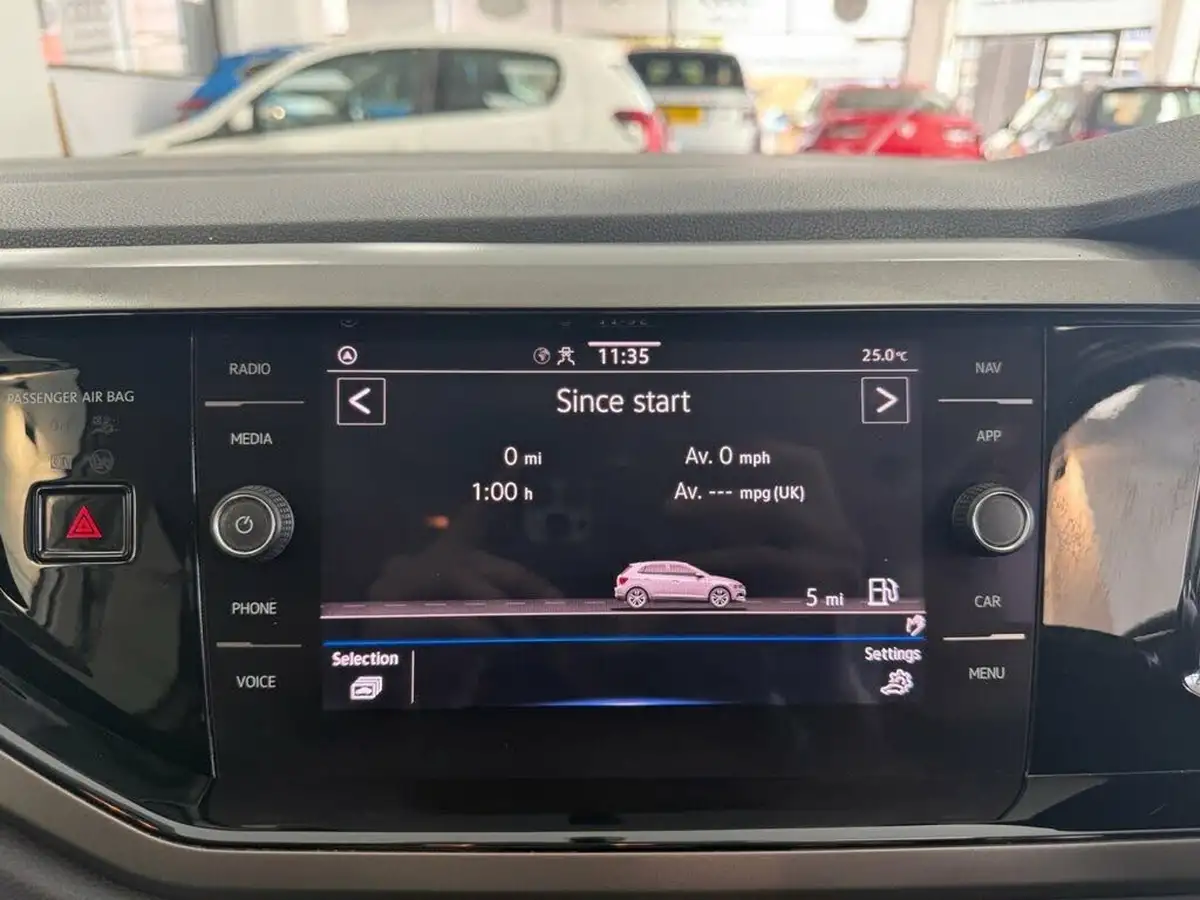 RADIO
11:35
25.0°C
NAV
PASSENGER AIR BAG
Since start
MEDIA
APP
0 mi
Av. 0 mph
1:00 h
Av. --- mpg (UK)
PHONE
5 mi
CAR
Selection
Settings
VOICE
MENU